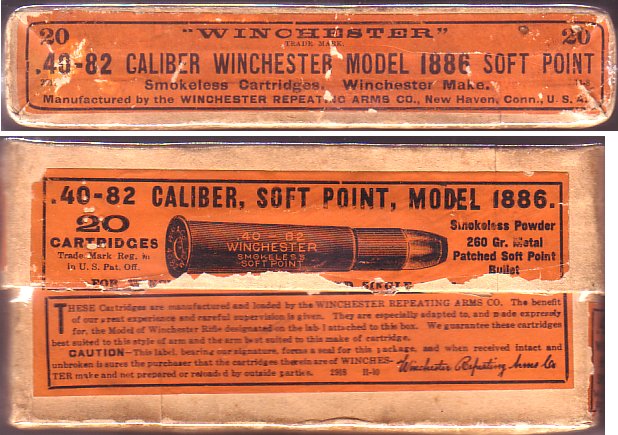 20 "WINCHESTER" 20
TRADE MARK.
.40-82 CALIBER WINCHESTER MODEL 1886 SOFT POINT
Smokeless Cartridges. Winchester Make.
Manufactured by the WINCHESTER REPEATING ARMS CO., New Haven, Conn., U. S. A.
.40-82 CALIBER, SOFT POINT, MODEL 1886.
20
CARTRIDGES
Trade Mark Reg. in
in U. S. Pat. Off.
.40-82
WINCHESTER
SMOKELESS
SOFT POINT
Smokeless Powder
260 Gr. Metal
Patched Soft Point
Bullet
FOR SINGLE
THESE Cartridges are manufactured and loaded by the WINCHESTER REPEATING ARMS CO. The benefit
of our great experience and careful supervision is given. They are especially adapted to, and made expressly
for, the Model of Winchester Rifle designated on the lab l attached to this box. We guarantee these cartridges
best suited to this style of arm and the arm best suited to this make of cartridge.
CAUTION—This label, bearing our signature, forms a seal for this package, and when received intact and
unbroken is sures the purchaser that the cartridges therein are of WINCHES-
TER make and not prepared or reloaded by outside parties. Winchester Repeating Arms Co